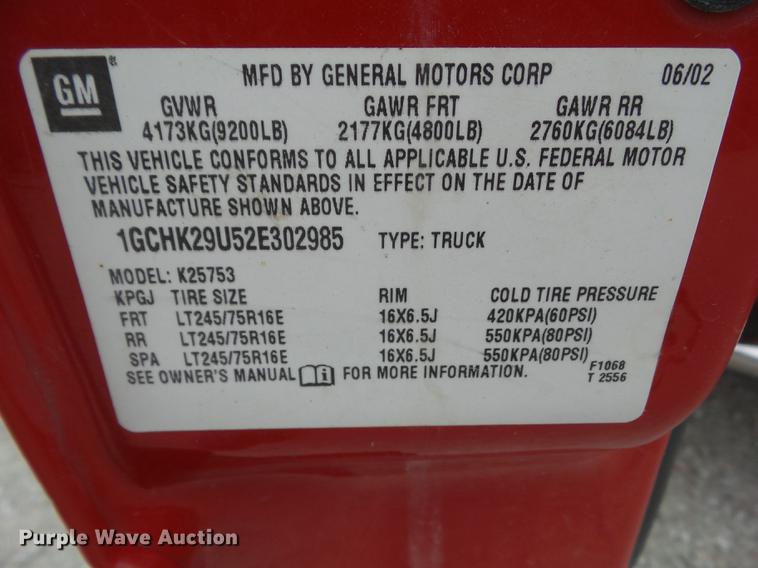 GM ®
MFD BY GENERAL MOTORS CORP 06/02
GVWR GAWR FRT GAWR RR
4173KG(9200LB) 2177KG(4800LB) 2760KG(6084LB)
THIS VEHICLE CONFORMS TO ALL APPLICABLE U.S. FEDERAL MOTOR
VEHICLE SAFETY STANDARDS IN EFFECT ON THE DATE OF
MANUFACTURE SHOWN ABOVE.
1GCHK29U52E302985 TYPE: TRUCK
MODEL: K25753
KPGJ TIRE SIZE RIM COLD TIRE PRESSURE
FRT LT245/75R16E 16X6.5J 420KPA(60PSI)
RR LT245/75R16E 16X6.5J 550KPA(80PSI)
SPA LT245/75R16E 16X6.5J 550KPA(80PSI)
SEE OWNER'S MANUAL FOR MORE INFORMATION.
F1068
T 2556
Purple Wave Auction